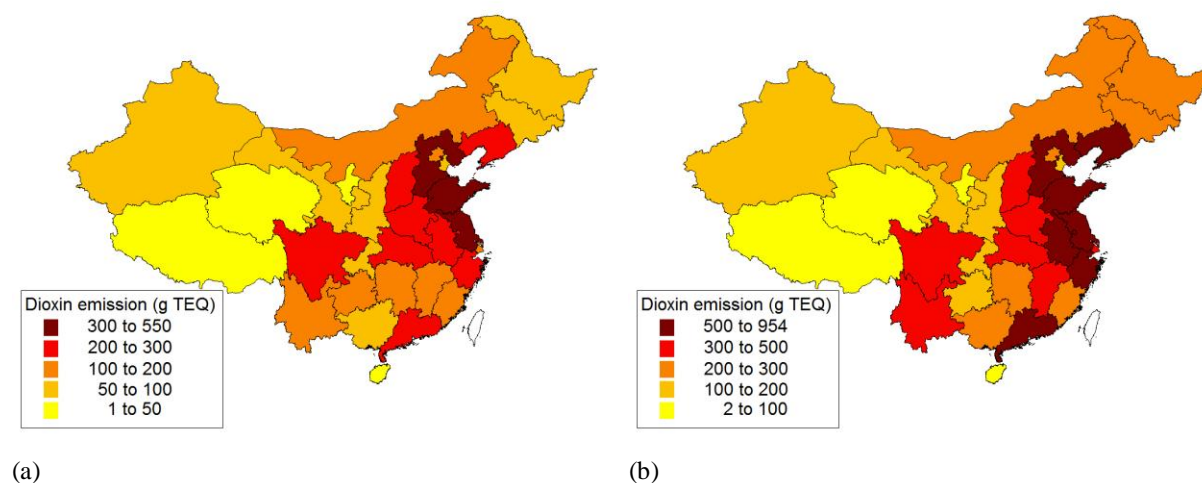 Dioxin emission (g TEQ)
300 to 550
200 to 300
100 to 200
50 to 100
1 to 50
(a)
Dioxin emission (g TEQ)
500 to 954
300 to 500
200 to 300
100 to 200
2 to 100
(b)